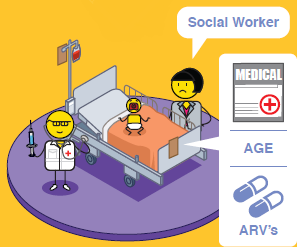 Social Worker
MEDICAL
AGE
ARV's